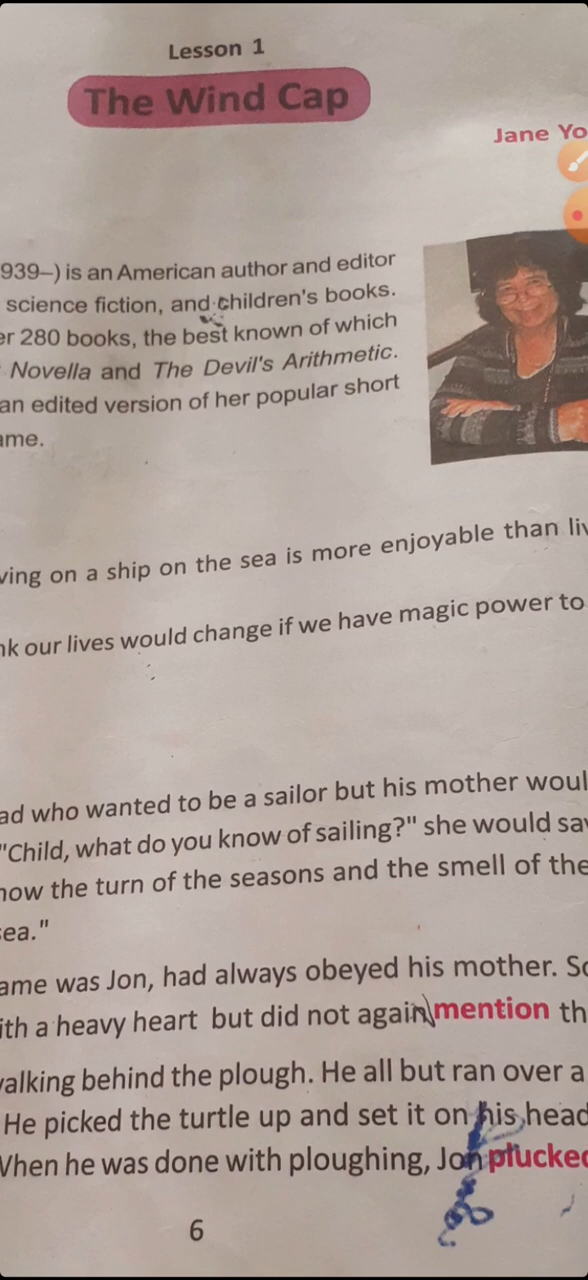 Lesson 1
The Wind Cap
Jane Yo
939–) is an American author and editor
science fiction, and children's books.
er 280 books, the best known of which
Novella and The Devil's Arithmetic.
an edited version of her popular short
ame.
ving on a ship on the sea is more enjoyable than liv
nk our lives would change if we have magic power to
ad who wanted to be a sailor but his mother woul
"Child, what do you know of sailing?" she would say
now the turn of the seasons and the smell of the
sea."
ame was Jon, had always obeyed his mother. So
ith a heavy heart but did not again mention th
valking behind the plough. He all but ran over a
He picked the turtle up and set it on his head
When he was done with ploughing, Jon plucked
6